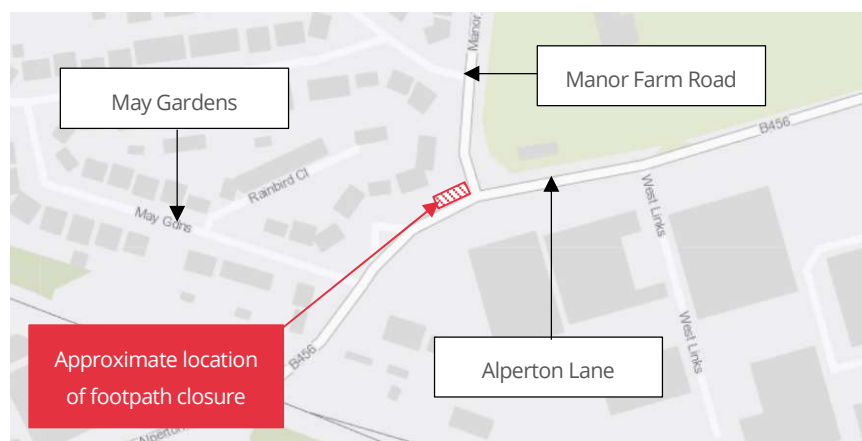 Manor
Manor Farm Road
May Gardens
B456
Rainbird Cl
West Links
May Gdns
West Links
Approximate location
of footpath closure
B456
Alperton Lane
Alperton